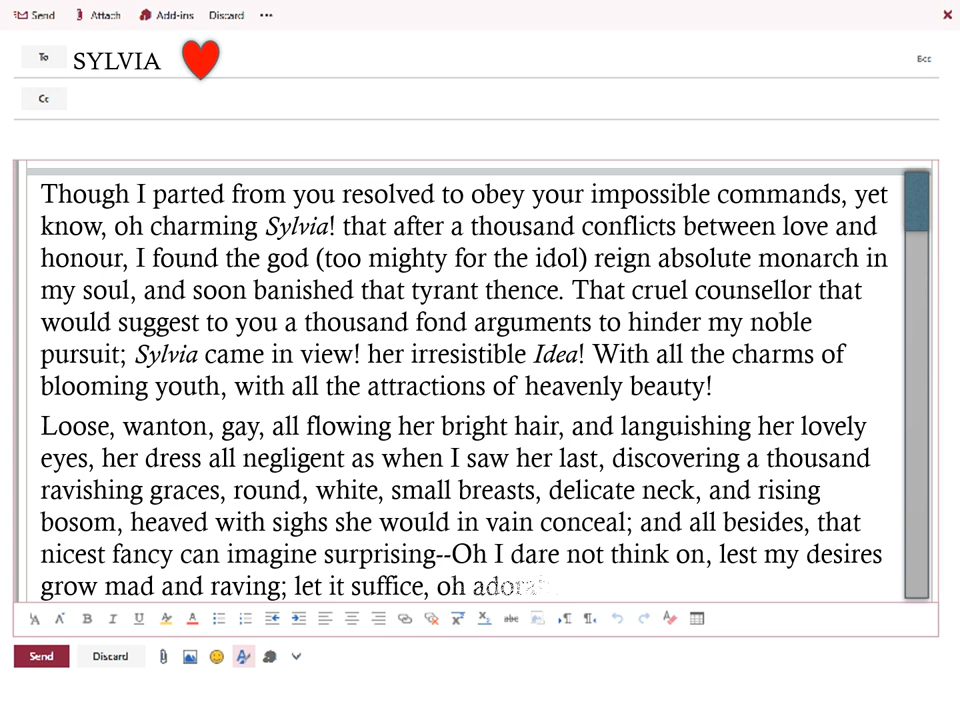 Send Attach Add-ins Discard
To SYLVIA Bcc
Cc
Though I parted from you resolved to obey your impossible commands, yet
know, oh charming Sylvia! that after a thousand conflicts between love and
honour, I found the god (too mighty for the idol) reign absolute monarch in
my soul, and soon banished that tyrant thence. That cruel counsellor that
would suggest to you a thousand fond arguments to hinder my noble
pursuit; Sylvia came in view! her irresistible Idea! With all the charms of
blooming youth, with all the attractions of heavenly beauty!
Loose, wanton, gay, all flowing her bright hair, and languishing her lovely
eyes, her dress all negligent as when I saw her last, discovering a thousand
ravishing graces, round, white, small breasts, delicate neck, and rising
bosom, heaved with sighs she would in vain conceal; and all besides, that
nicest fancy can imagine surprising--Oh I dare not think on, lest my desires
grow mad and raving; let it suffice, oh
Send Discard